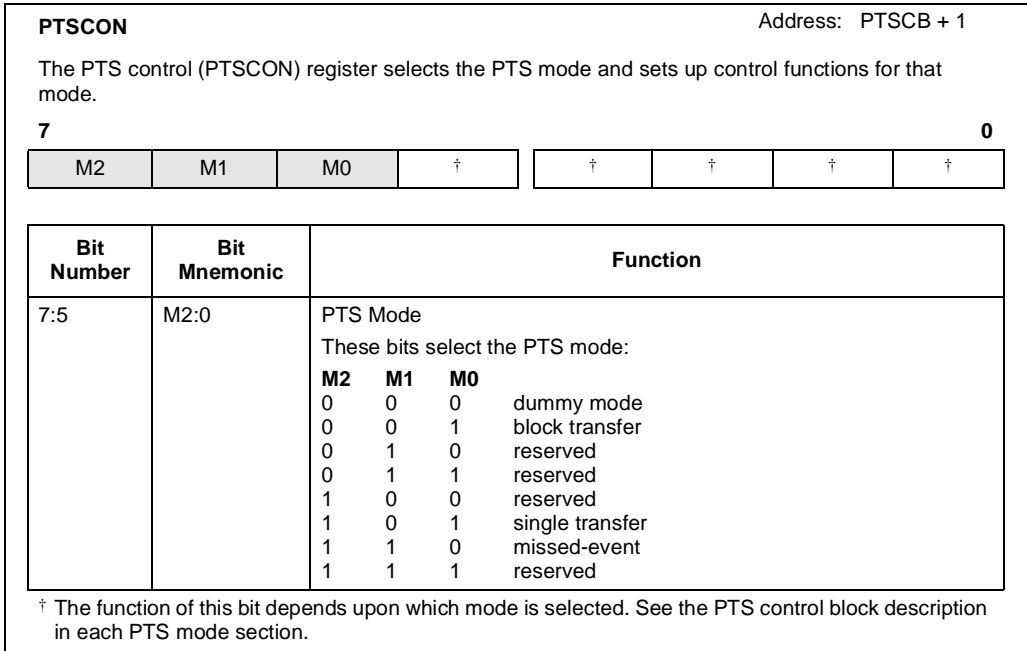 PTSCON Address: PTSCB + 1
The PTS control (PTSCON) register selects the PTS mode and sets up control functions for that
mode.
7 0
M2 M1 M0 † † † † †
Bit Number Bit Mnemonic Function
7:5 M2:0 PTS Mode
These bits select the PTS mode:
M2 M1 M0
0 0 0 dummy mode
0 0 1 block transfer
0 1 0 reserved
0 1 1 reserved
1 0 0 reserved
1 0 1 single transfer
1 1 0 missed-event
1 1 1 reserved
† The function of this bit depends upon which mode is selected. See the PTS control block description
in each PTS mode section.